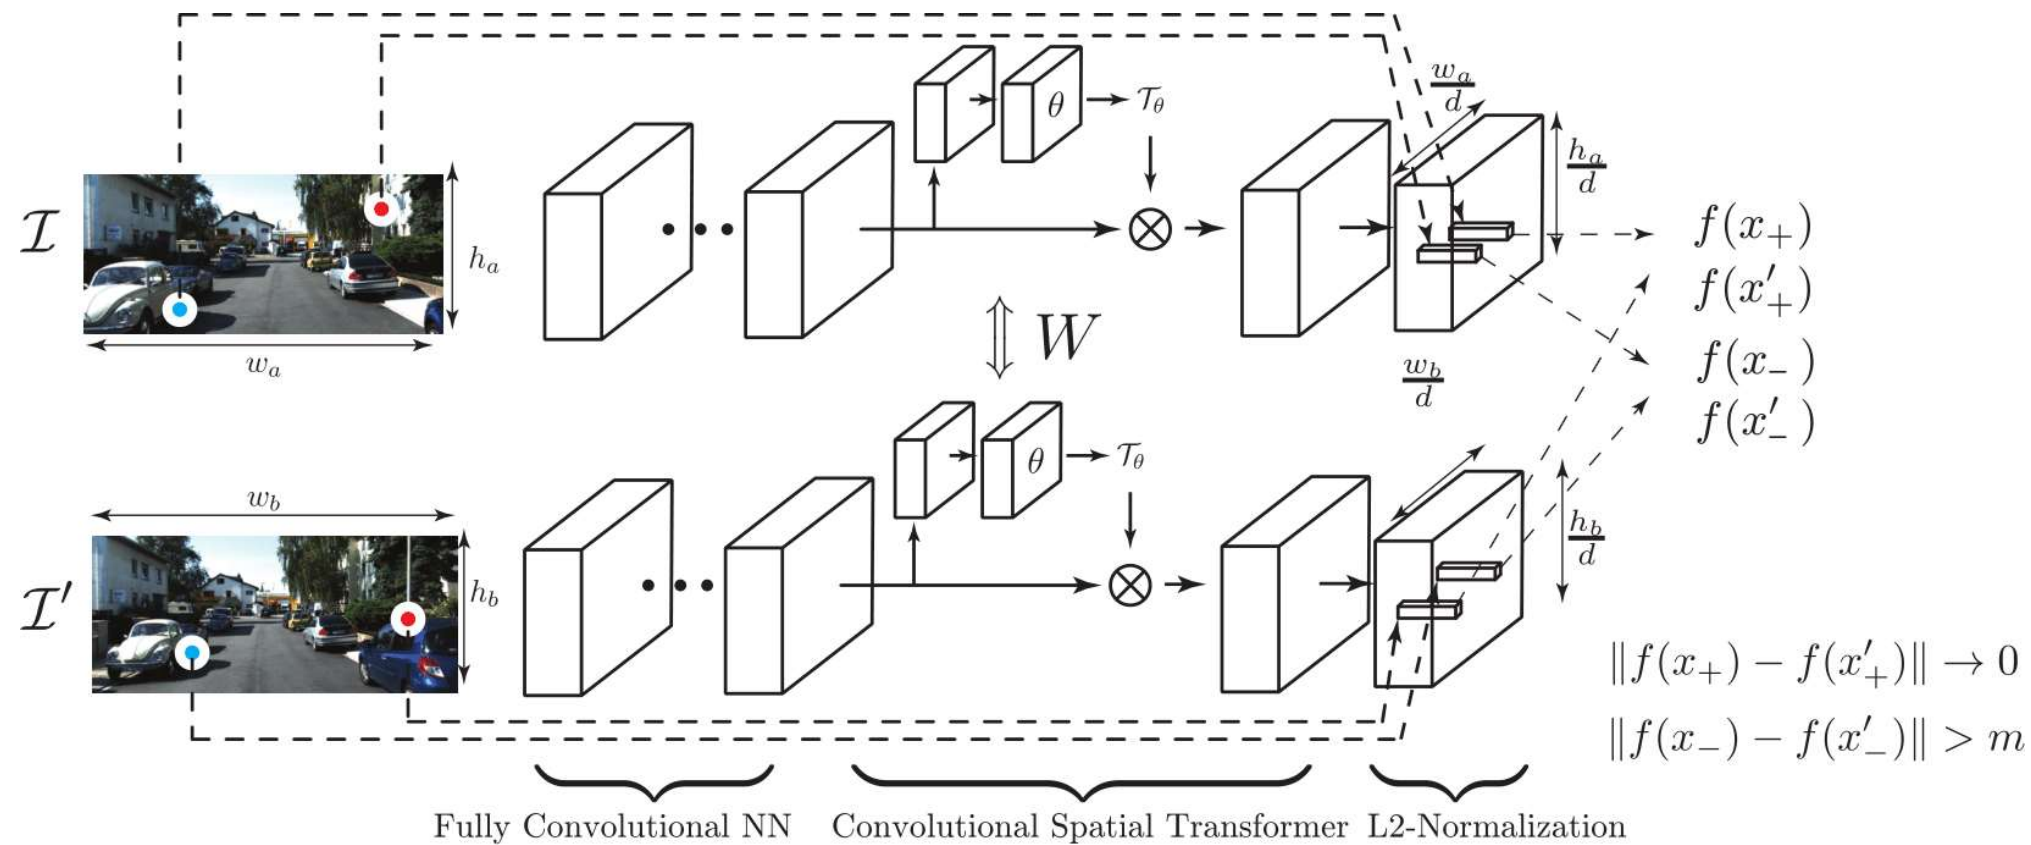 𝓘
w_a
h_a
θ
𝒯_θ
w_a/d
h_a/d
f(x_+)
f(x'_+)
f(x_-)
f(x'_-)
W
w_b/d
𝓘'
w_b
h_b
θ
𝒯_θ
h_b/d
‖f(x_+) − f(x'_+)‖ → 0
‖f(x_-) − f(x'_-)‖ > m
Fully Convolutional NN
Convolutional Spatial Transformer
L2-Normalization